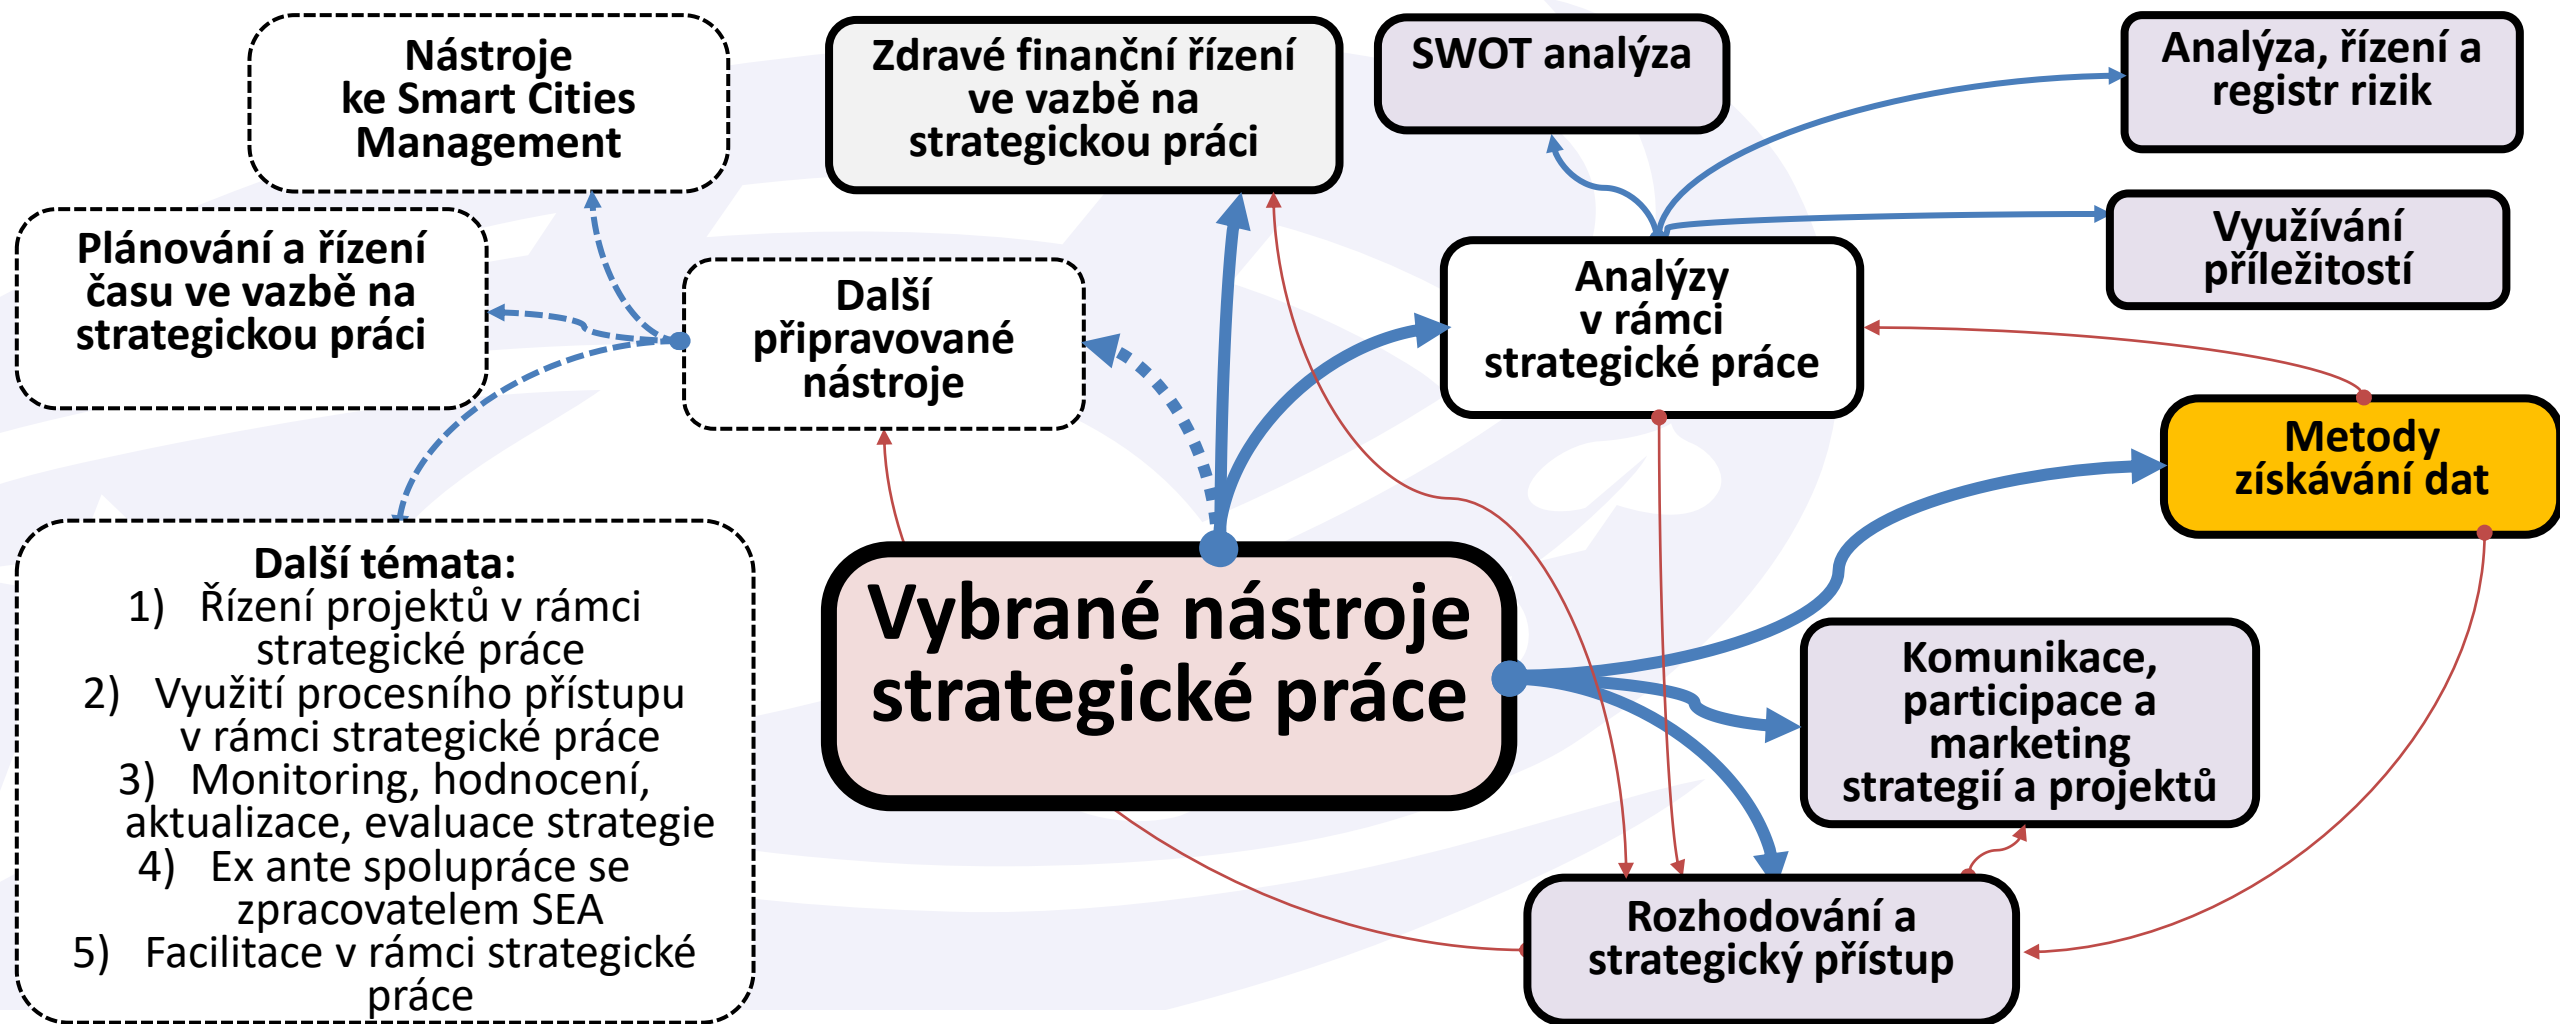 Nástroje
ke Smart Cities
Management
Zdravé finanční řízení
ve vazbě na
strategickou práci
SWOT analýza
Analýza, řízení a
registr rizik
Plánování a řízení
času ve vazbě na
strategickou práci
Další
připravované
nástroje
Analýzy
v rámci
strategické práce
Využívání
příležitostí
Metody
získávání dat
Další témata:
1) Řízení projektů v rámci
strategické práce
2) Využití procesního přístupu
v rámci strategické práce
3) Monitoring, hodnocení,
aktualizace, evaluace strategie
4) Ex ante spolupráce se
zpracovatelem SEA
5) Facilitace v rámci strategické
práce
Vybrané nástroje
strategické práce
Komunikace,
participace a
marketing
strategií a projektů
Rozhodování a
strategický přístup